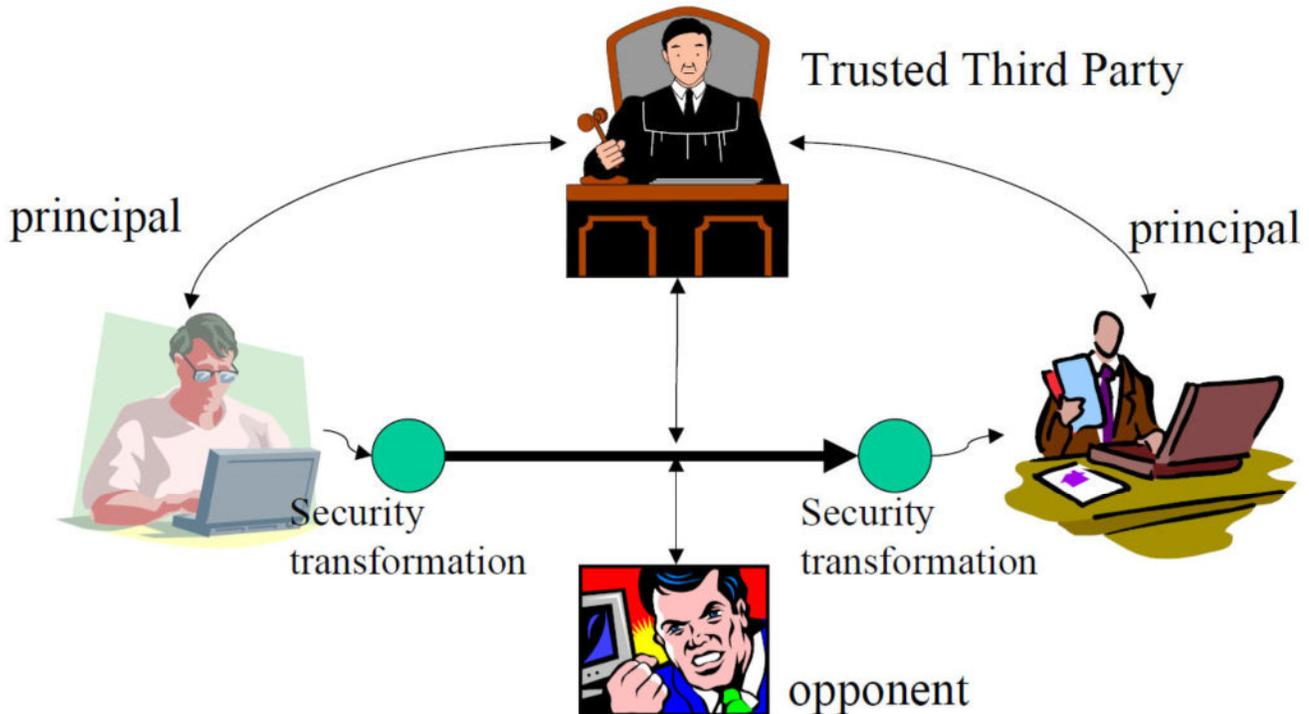 Trusted Third Party
principal
principal
Security
transformation
Security
transformation
opponent